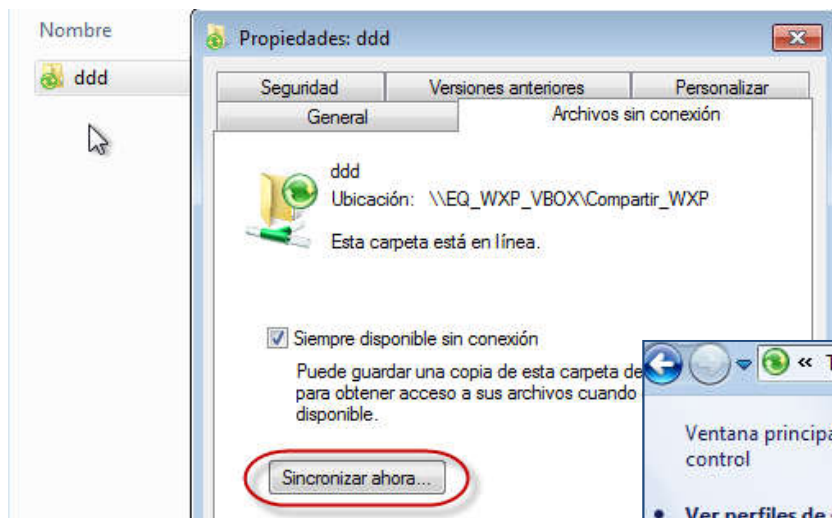 Nombre
ddd
Propiedades: ddd
Seguridad
Versiones anteriores
Personalizar
General
Archivos sin conexión
ddd
Ubicación: \\EQ_WXP_VBOX\Compartir_WXP
Esta carpeta está en línea.
Siempre disponible sin conexión
Puede guardar una copia de esta carpeta de
para obtener acceso a sus archivos cuando
disponible.
Sincronizar ahora...
«
Ventana principa
control
Ver perfiles de